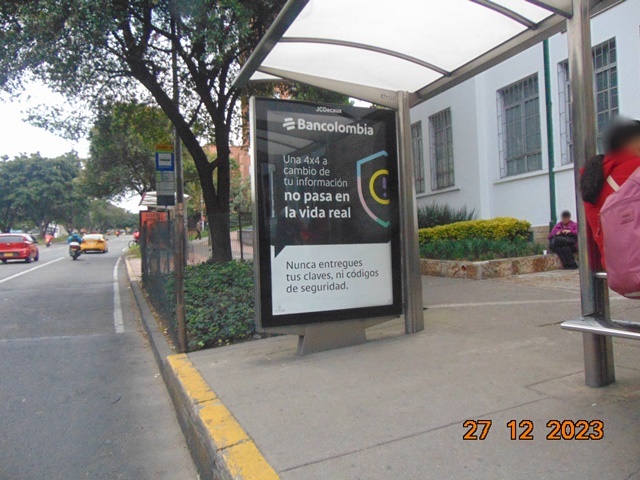 JCDecaux
Bancolombia
Una 4x4 a
cambio de
tu información
no pasa en
la vida real
Nunca entregues
tus claves, ni códigos
de seguridad.
27 12 2023